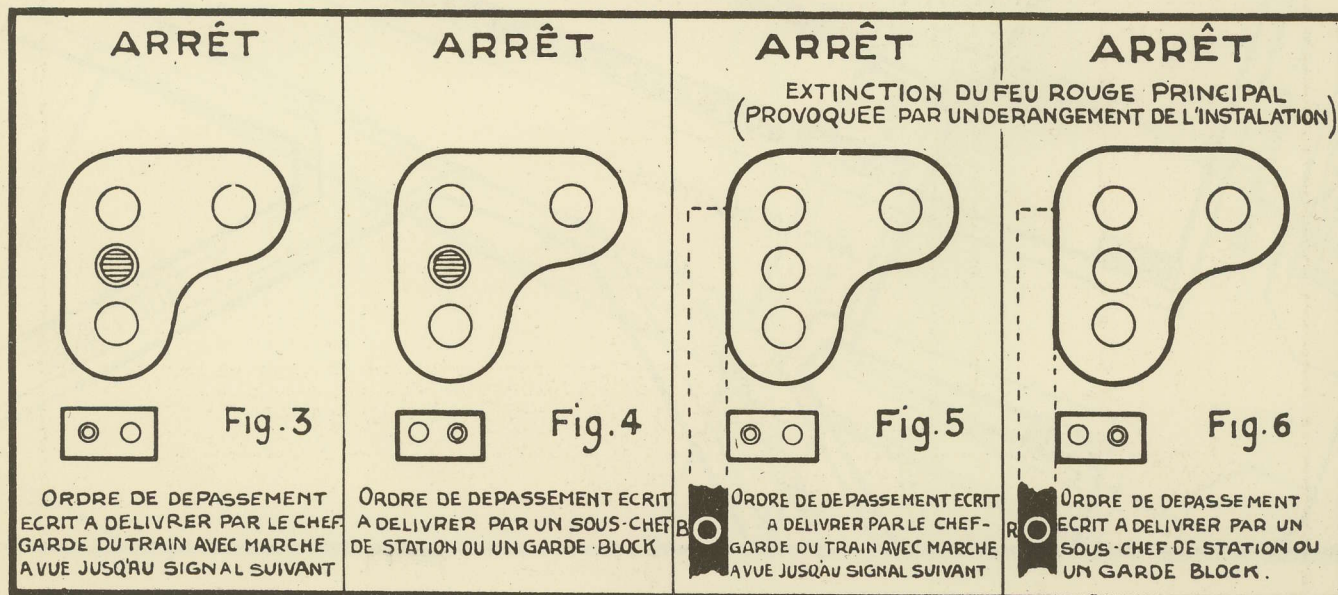 ARRÊT
Fig. 3
ORDRE DE DEPASSEMENT
ECRIT A DELIVRER PAR LE CHEF-
GARDE DU TRAIN AVEC MARCHE
A VUE JUSQ'AU SIGNAL SUIVANT
ARRÊT
Fig. 4
ORDRE DE DEPASSEMENT ECRIT
A DELIVRER PAR UN SOUS-CHEF
DE STATION OU UN GARDE BLOCK
ARRÊT
ARRÊT
EXTINCTION DU FEU ROUGE PRINCIPAL
(PROVOQUEE PAR UN DERANGEMENT DE L'INSTALATION)
Fig. 5
B
ORDRE DE DEPASSEMENT ECRIT
A DELIVRER PAR LE CHEF-
GARDE DU TRAIN AVEC MARCHE
A VUE JUSQ'AU SIGNAL SUIVANT
Fig. 6
R
ORDRE DE DEPASSEMENT
ECRIT A DELIVRER PAR UN
SOUS-CHEF DE STATION OU
UN GARDE BLOCK.